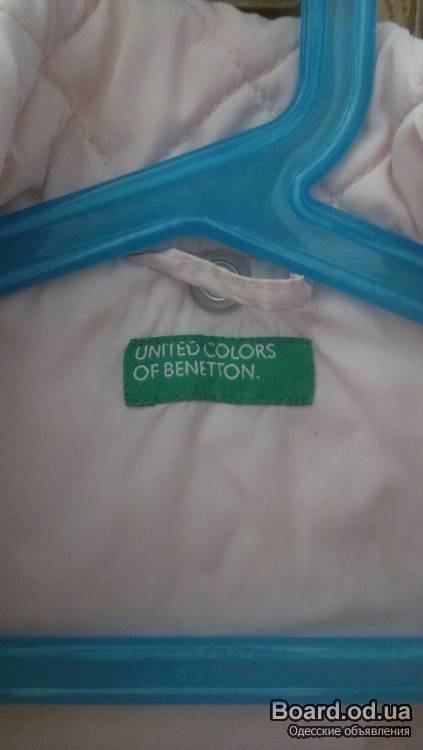 UNITED COLORS
OF BENETTON.
Board.od.ua
Одесские объявления